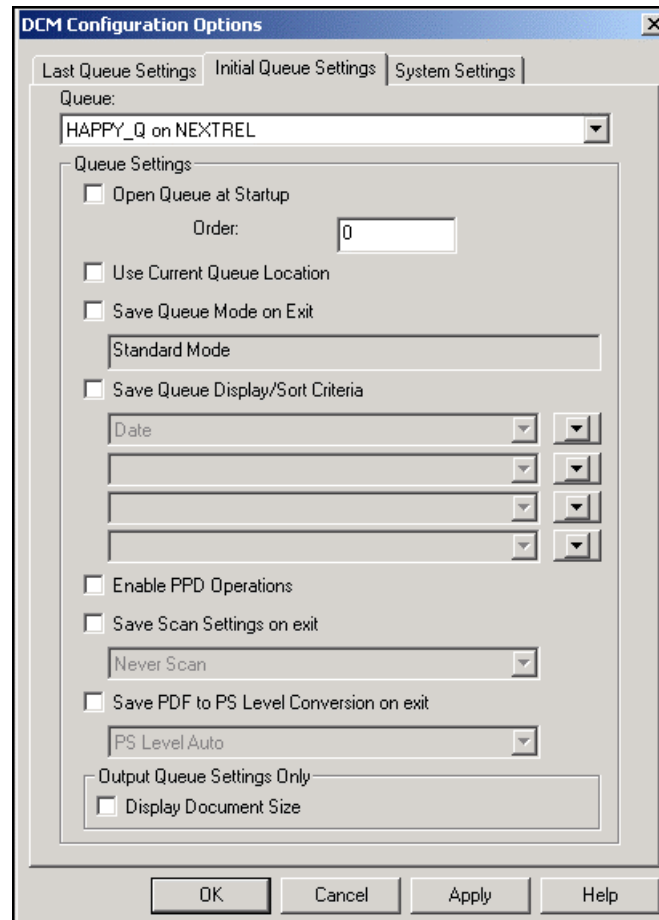 DCM Configuration Options
Last Queue Settings
Initial Queue Settings
System Settings
Queue:
HAPPY_Q on NEXTREL
Queue Settings
Open Queue at Startup
Order:
0
Use Current Queue Location
Save Queue Mode on Exit
Standard Mode
Save Queue Display/Sort Criteria
Date
Enable PPD Operations
Save Scan Settings on exit
Never Scan
Save PDF to PS Level Conversion on exit
PS Level Auto
Output Queue Settings Only
Display Document Size
OK
Cancel
Apply
Help